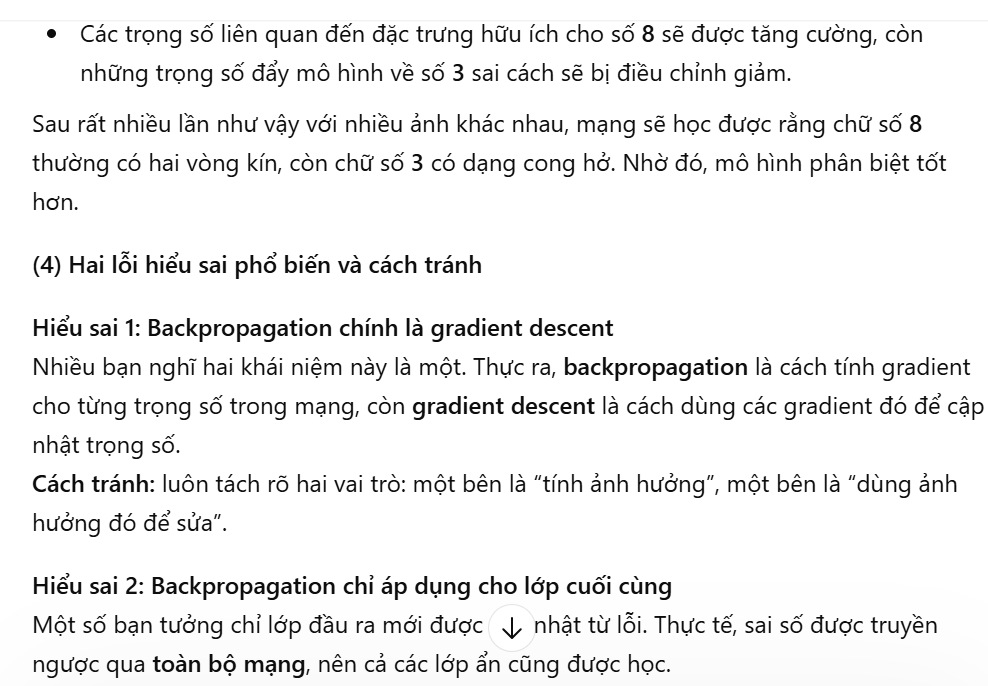 Các trọng số liên quan đến đặc trưng hữu ích cho số 8 sẽ được tăng cường, còn
những trọng số đẩy mô hình về số 3 sai cách sẽ bị điều chỉnh giảm.
Sau rất nhiều lần như vậy với nhiều ảnh khác nhau, mạng sẽ học được rằng chữ số 8
thường có hai vòng kín, còn chữ số 3 có dạng cong hở. Nhờ đó, mô hình phân biệt tốt
hơn.
(4) Hai lỗi hiểu sai phổ biến và cách tránh
Hiểu sai 1: Backpropagation chính là gradient descent
Nhiều bạn nghĩ hai khái niệm này là một. Thực ra, backpropagation là cách tính gradient
cho từng trọng số trong mạng, còn gradient descent là cách dùng các gradient đó để cập
nhật trọng số.
Cách tránh: luôn tách rõ hai vai trò: một bên là “tính ảnh hưởng”, một bên là “dùng ảnh
hưởng đó để sửa”.
Hiểu sai 2: Backpropagation chỉ áp dụng cho lớp cuối cùng
Một số bạn tưởng chỉ lớp đầu ra mới được nhật từ lỗi. Thực tế, sai số được truyền
ngược qua toàn bộ mạng, nên cả các lớp ẩn cũng được học.